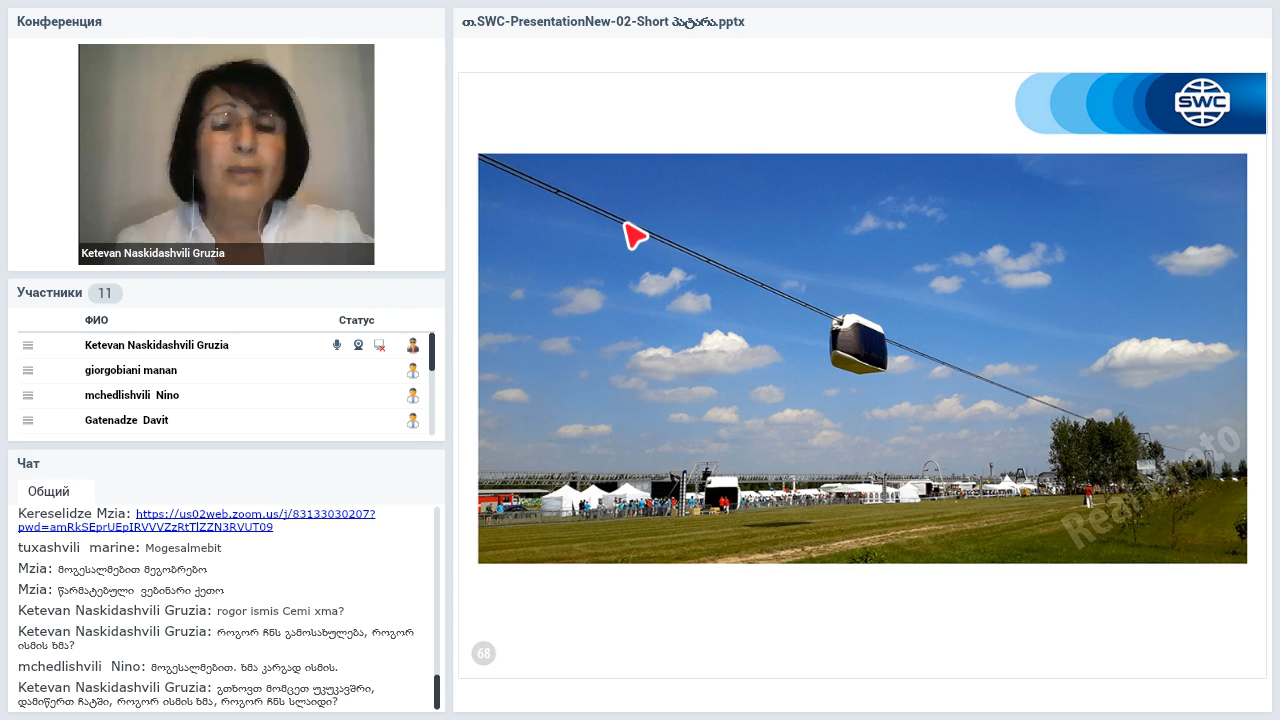 Конференция
Ketevan Naskidashvili Gruzia
Участники 11
ФИО Статус
Ketevan Naskidashvili Gruzia
giorgobiani manan
mchedlishvili Nino
Gatenadze Davit
Чат
Общий
Kereselidze Mzia: https://us02web.zoom.us/j/83133030207?
pwd=amRkSEprUEpIRVVVZzRtTlZZN3RVUT09
tuxashvili marine: Mogesalmebit
Mzia: მოგესალმებით მეგობრებო
Mzia: წარმატებული ვებინარი ქეთო
Ketevan Naskidashvili Gruzia: rogor ismis Cemi xma?
Ketevan Naskidashvili Gruzia: როგორ ჩნს გამოსახულება, როგორ
ისმის ხმა?
mchedlishvili Nino: მოგესალმებით. ხმა კარგად ისმის.
Ketevan Naskidashvili Gruzia: გთხოვთ მომცეთ უკუკავშრი,
დამიწერთ ჩატში, როგორ ისმის ხმა, როგორ ჩნს სლაიდი?
თ.SWC-PresentationNew-02-Short პატარა.pptx
SWC
68